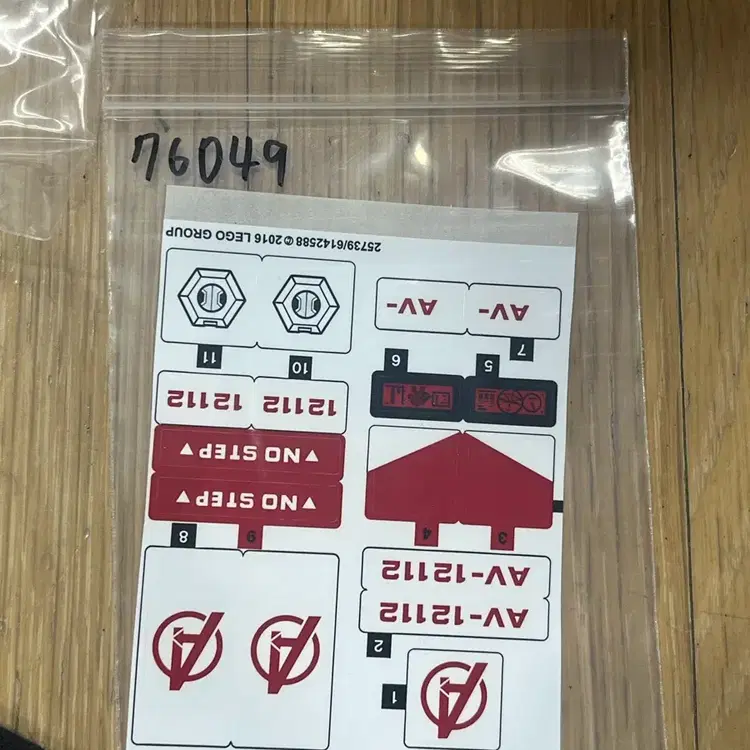 76049
25739/6142588 © 2016 LEGO GROUP
AV- AV-
7
11 10
6 5
12112 12112
NO STEP
NO STEP
8 9
4 3
AV-12112
AV-12112
2
1